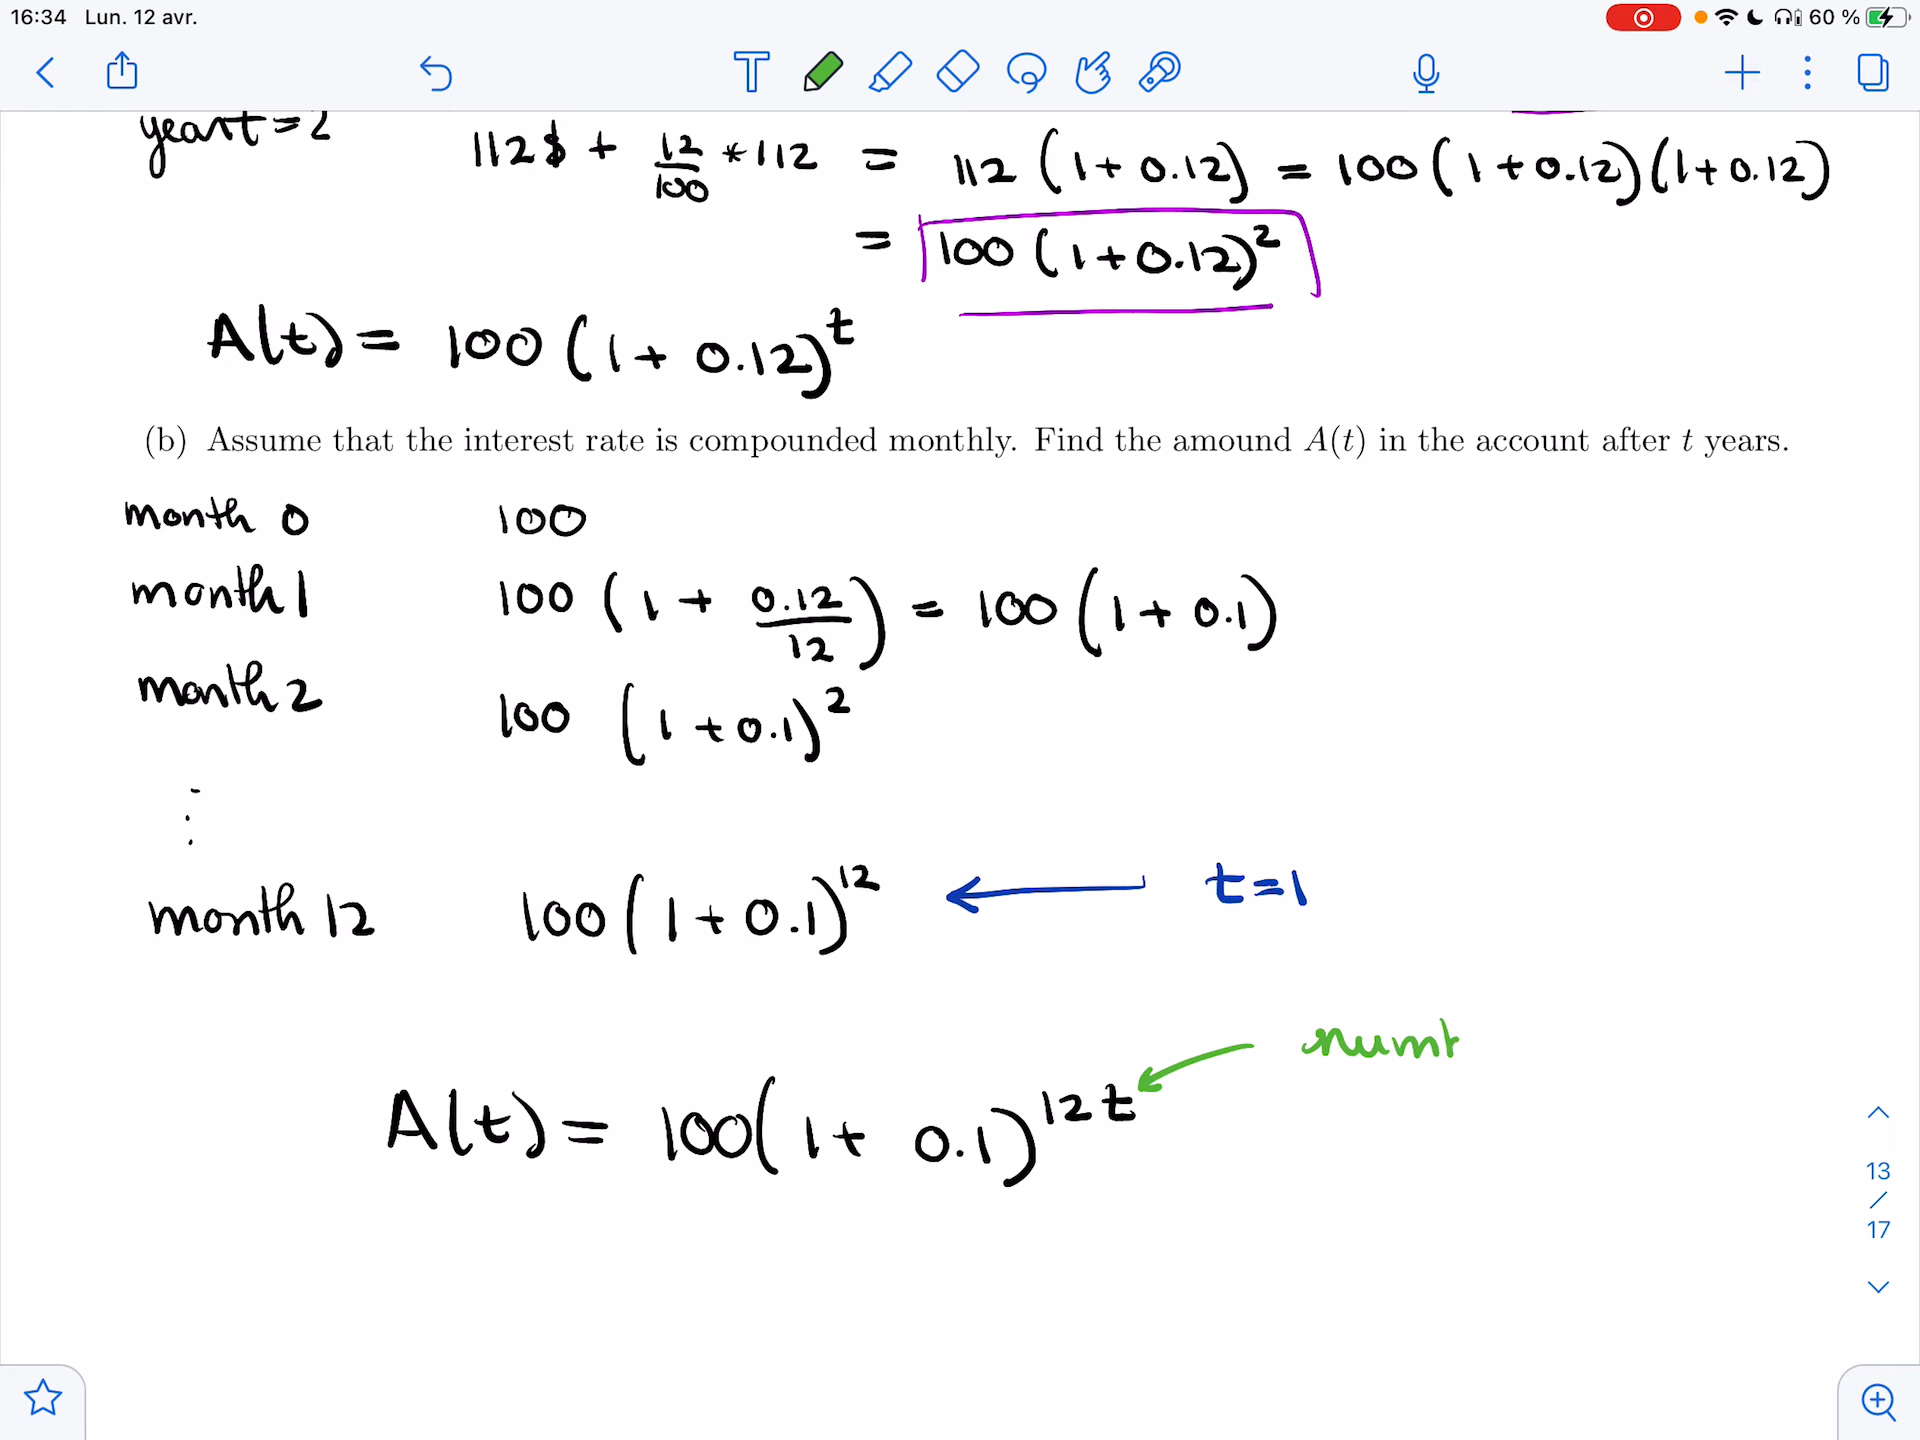 16:34 Lun. 12 avr. 60 %
year t=2 112$ + 12/100 *112 = 112 (1+0.12) = 100 (1+0.12)(1+0.12)
= 100 (1+0.12)²
A(t) = 100 (1+ 0.12)^t
(b) Assume that the interest rate is compounded monthly. Find the amound A(t) in the account after t years.
month 0 100
month 1 100 (1 + 0.12/12) = 100 (1+ 0.1)
month 2 100 (1+0.1)²
⋮
month 12 100 (1+ 0.1)^12 ← t=1
numt
A(t) = 100(1+ 0.1)^12t
13
/
17